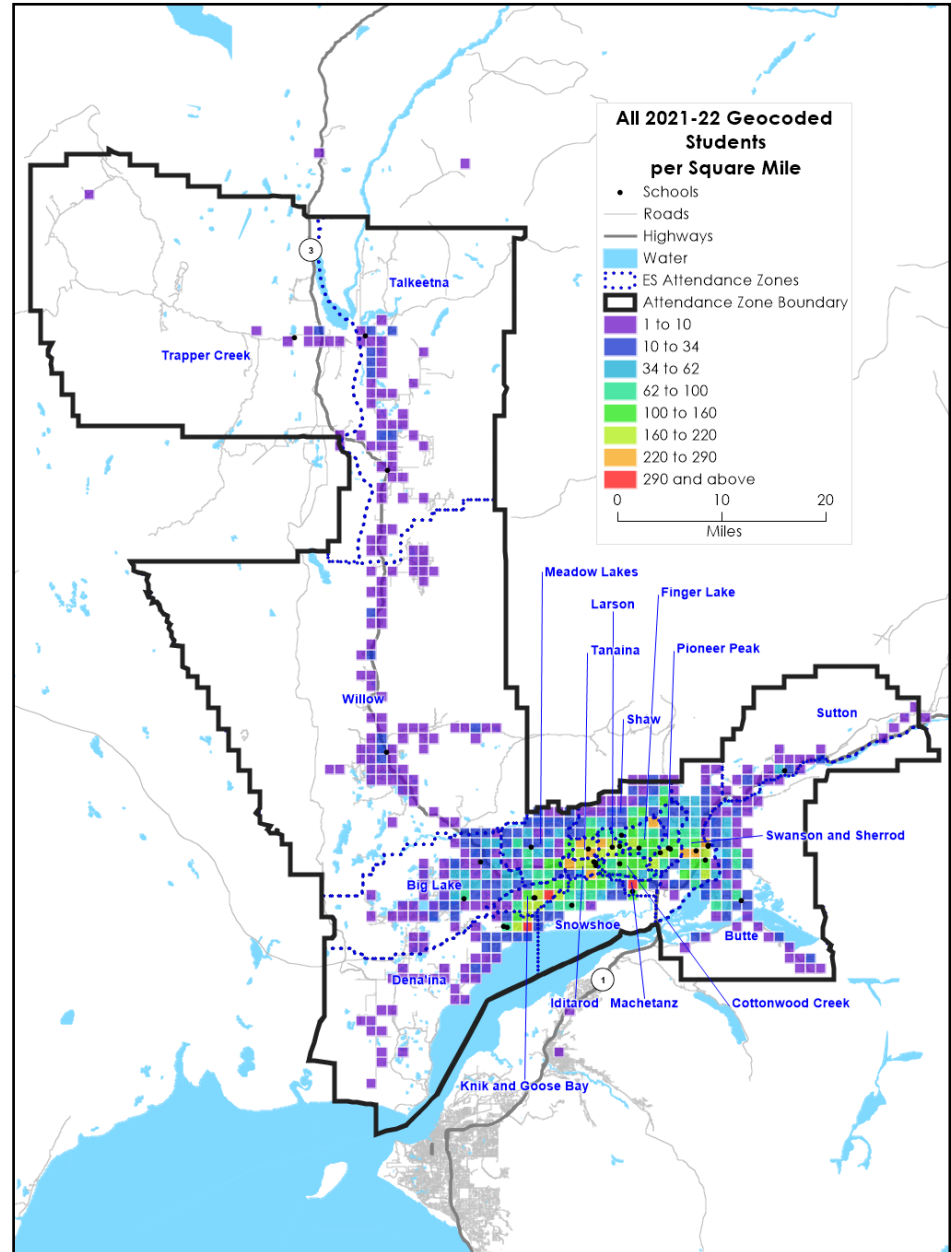 All 2021-22 Geocoded
Students
per Square Mile
Schools
Roads
Highways
Water
ES Attendance Zones
Attendance Zone Boundary
1 to 10
10 to 34
34 to 62
62 to 100
100 to 160
160 to 220
220 to 290
290 and above
0 20
Miles
3
Talkeetna
Trapper Creek
Meadow Lakes
Finger Lake
Larson
Tanaina
Pioneer Peak
Willow
Shaw
Sutton
Swanson and Sherrod
Big Lake
Snowshoe
Butte
Dena'ina
1
Iditarod
Machetanz
Cottonwood Creek
Knik and Goose Bay